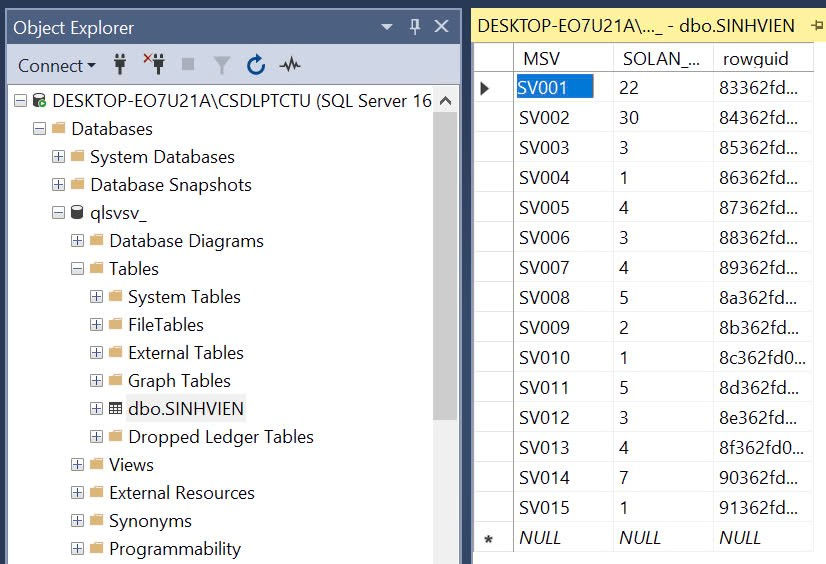 Object Explorer
Connect
DESKTOP-EO7U21A\CSDLPTCTU (SQL Server 16
Databases
System Databases
Database Snapshots
qlsvsv_
Database Diagrams
Tables
System Tables
FileTables
External Tables
Graph Tables
dbo.SINHVIEN
Dropped Ledger Tables
Views
External Resources
Synonyms
Programmability
DESKTOP-EO7U21A\..._ - dbo.SINHVIEN
MSV SOLAN_... rowguid
SV001 22 83362fd...
SV002 30 84362fd...
SV003 3 85362fd...
SV004 1 86362fd...
SV005 4 87362fd...
SV006 3 88362fd...
SV007 4 89362fd...
SV008 5 8a362fd...
SV009 2 8b362fd...
SV010 1 8c362fd0...
SV011 5 8d362fd...
SV012 3 8e362fd...
SV013 4 8f362fd0...
SV014 7 90362fd...
SV015 1 91362fd...
NULL NULL NULL